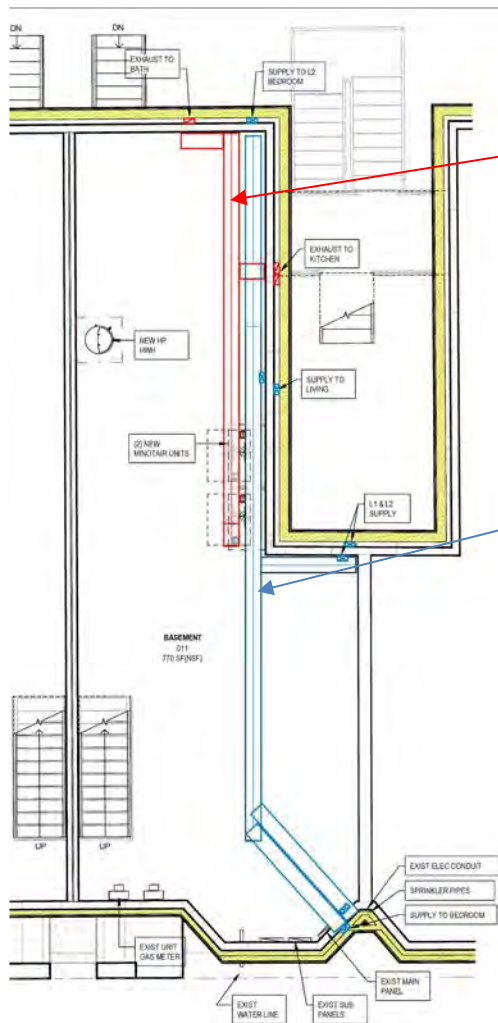 DN
DN
EXHAUST TO
BATH
SUPPLY TO L2
BEDROOM
EXHAUST TO
KITCHEN
NEW HP
HWH
SUPPLY TO
LIVING
(2) NEW
MINOTAIR UNITS
L1 & L2
SUPPLY
BASEMENT
011
770 SF(NSF)
UP
UP
EXIST ELEC CONDUIT
SPRINKLER PIPES
SUPPLY TO BEDROOM
EXIST UNIT
GAS METER
EXIST MAIN
PANEL
EXIST
WATER LINE
EXIST SUB
PANELS